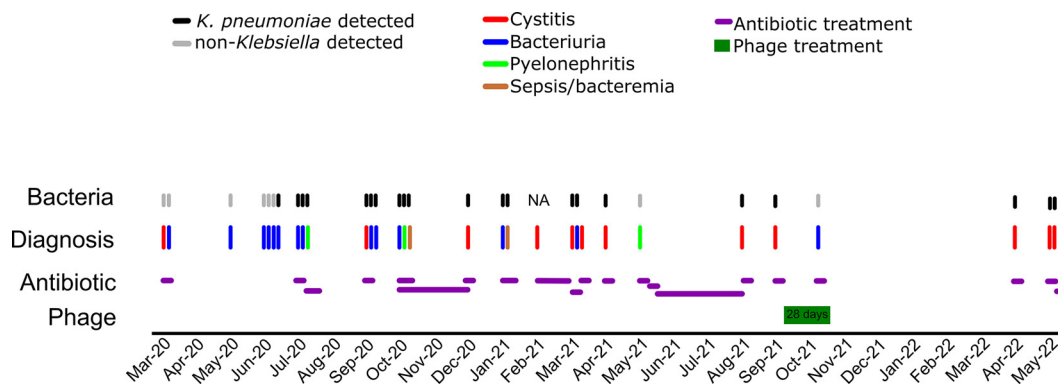 K. pneumoniae detected
non-Klebsiella detected
Cystitis
Bacteriuria
Pyelonephritis
Sepsis/bacteremia
Antibiotic treatment
Phage treatment
Bacteria
NA
Diagnosis
Antibiotic
Phage
28 days
Mar-20
Apr-20
May-20
Jun-20
Jul-20
Aug-20
Sep-20
Oct-20
Nov-20
Dec-20
Jan-21
Feb-21
Mar-21
Apr-21
May-21
Jun-21
Jul-21
Aug-21
Sep-21
Oct-21
Nov-21
Dec-21
Jan-22
Feb-22
Mar-22
Apr-22
May-22